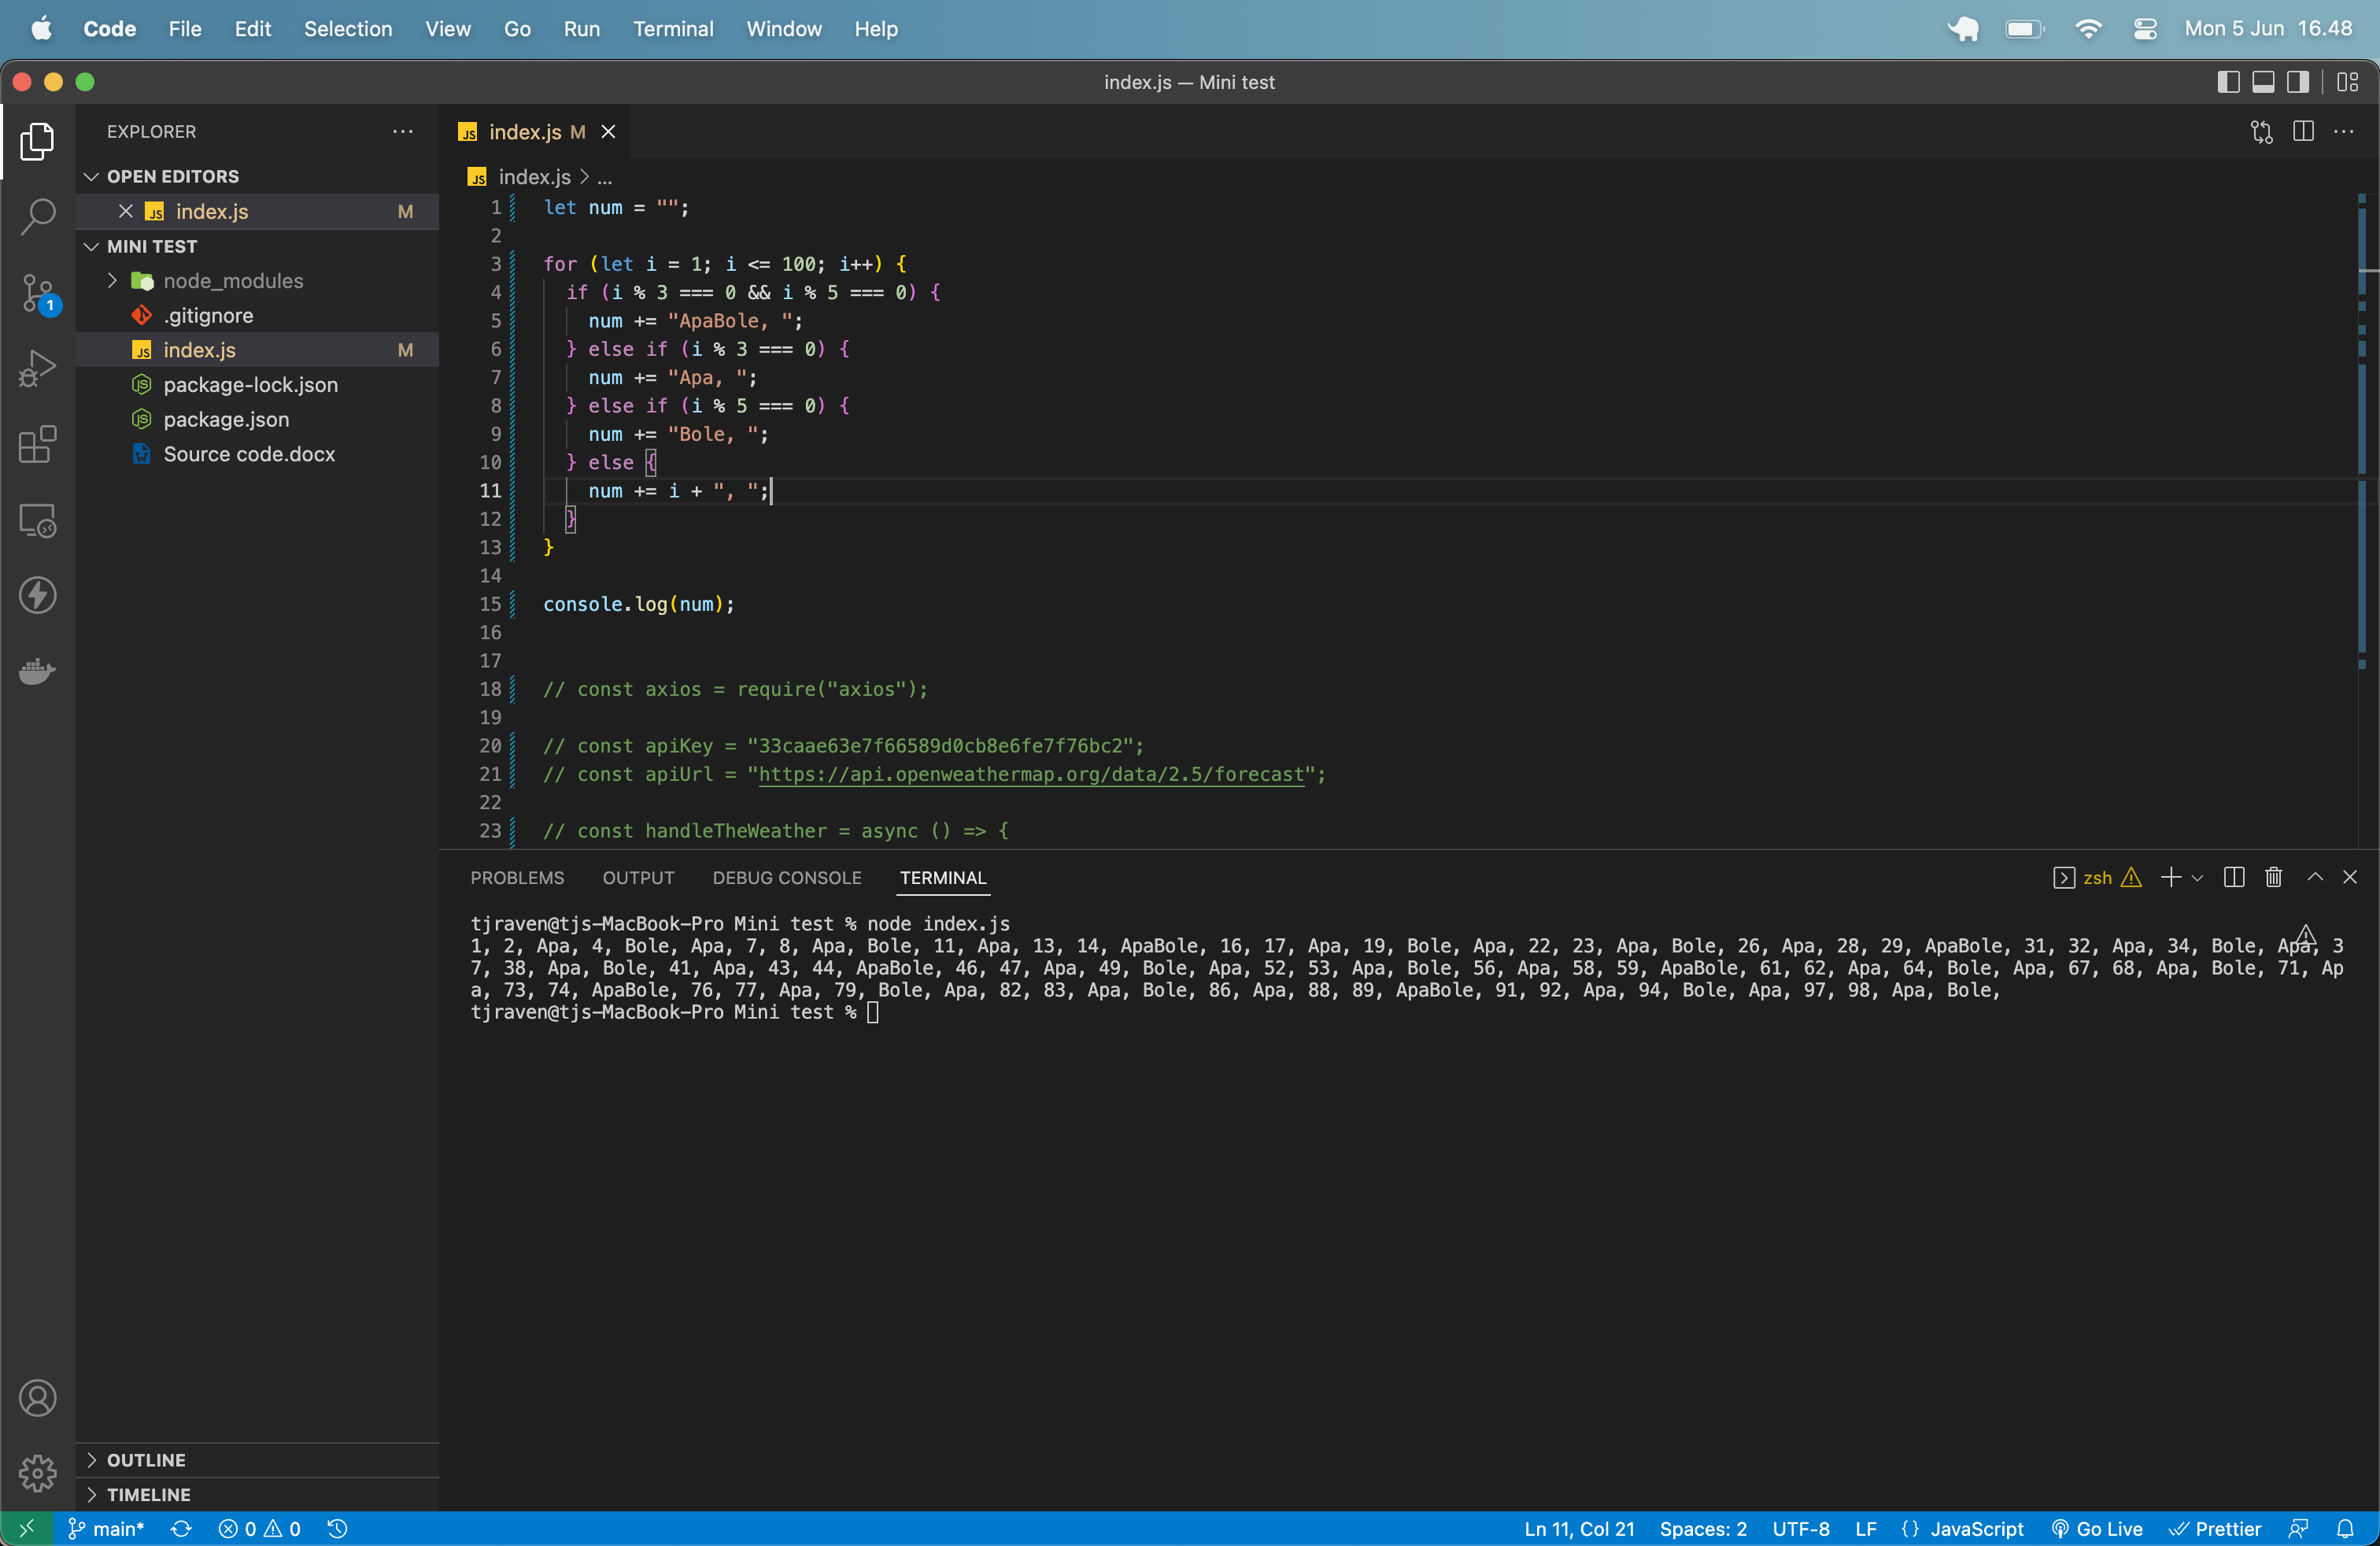 Code File Edit Selection View Go Run Terminal Window Help Mon 5 Jun 16.48
index.js — Mini test
EXPLORER
OPEN EDITORS
index.js M
MINI TEST
node_modules
.gitignore
index.js M
package-lock.json
package.json
Source code.docx
OUTLINE
TIMELINE
1
index.js M
index.js > ...
1 let num = "";
2
3 for (let i = 1; i <= 100; i++) {
4 if (i % 3 === 0 && i % 5 === 0) {
5 num += "ApaBole, ";
6 } else if (i % 3 === 0) {
7 num += "Apa, ";
8 } else if (i % 5 === 0) {
9 num += "Bole, ";
10 } else {
11 num += i + ", ";
12 }
13 }
14
15 console.log(num);
16
17
18 // const axios = require("axios");
19
20 // const apiKey = "33caae63e7f66589d0cb8e6fe7f76bc2";
21 // const apiUrl = "https://api.openweathermap.org/data/2.5/forecast";
22
23 // const handleTheWeather = async () => {
PROBLEMS OUTPUT DEBUG CONSOLE TERMINAL zsh
tjraven@tjs-MacBook-Pro Mini test % node index.js
1, 2, Apa, 4, Bole, Apa, 7, 8, Apa, Bole, 11, Apa, 13, 14, ApaBole, 16, 17, Apa, 19, Bole, Apa, 22, 23, Apa, Bole, 26, Apa, 28, 29, ApaBole, 31, 32, Apa, 34, Bole, Apa, 3
7, 38, Apa, Bole, 41, Apa, 43, 44, ApaBole, 46, 47, Apa, 49, Bole, Apa, 52, 53, Apa, Bole, 56, Apa, 58, 59, ApaBole, 61, 62, Apa, 64, Bole, Apa, 67, 68, Apa, Bole, 71, Ap
a, 73, 74, ApaBole, 76, 77, Apa, 79, Bole, Apa, 82, 83, Apa, Bole, 86, Apa, 88, 89, ApaBole, 91, 92, Apa, 94, Bole, Apa, 97, 98, Apa, Bole,
tjraven@tjs-MacBook-Pro Mini test %
main* 0 0 Ln 11, Col 21 Spaces: 2 UTF-8 LF {} JavaScript Go Live Prettier